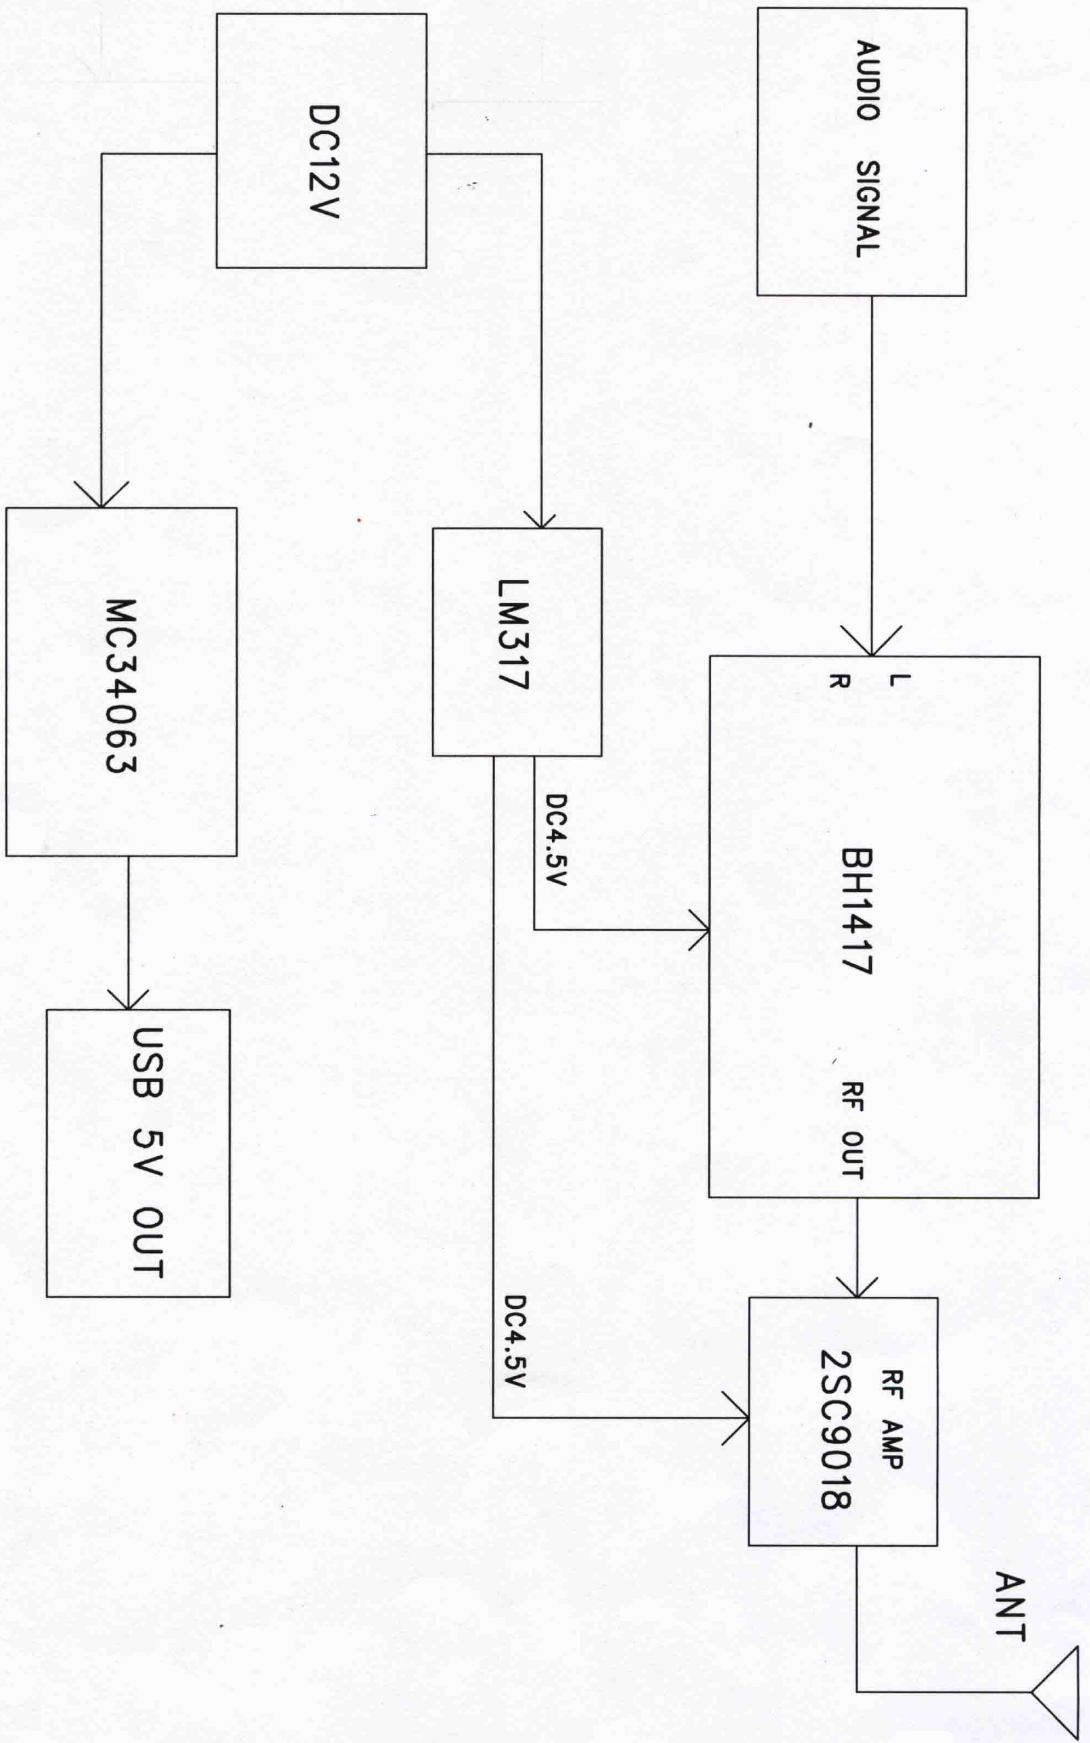 AUDIO SIGNAL
L
R
BH1417
RF OUT
RF AMP
2SC9018
ANT
DC12V
LM317
DC4.5V
DC4.5V
MC34063
USB 5V OUT